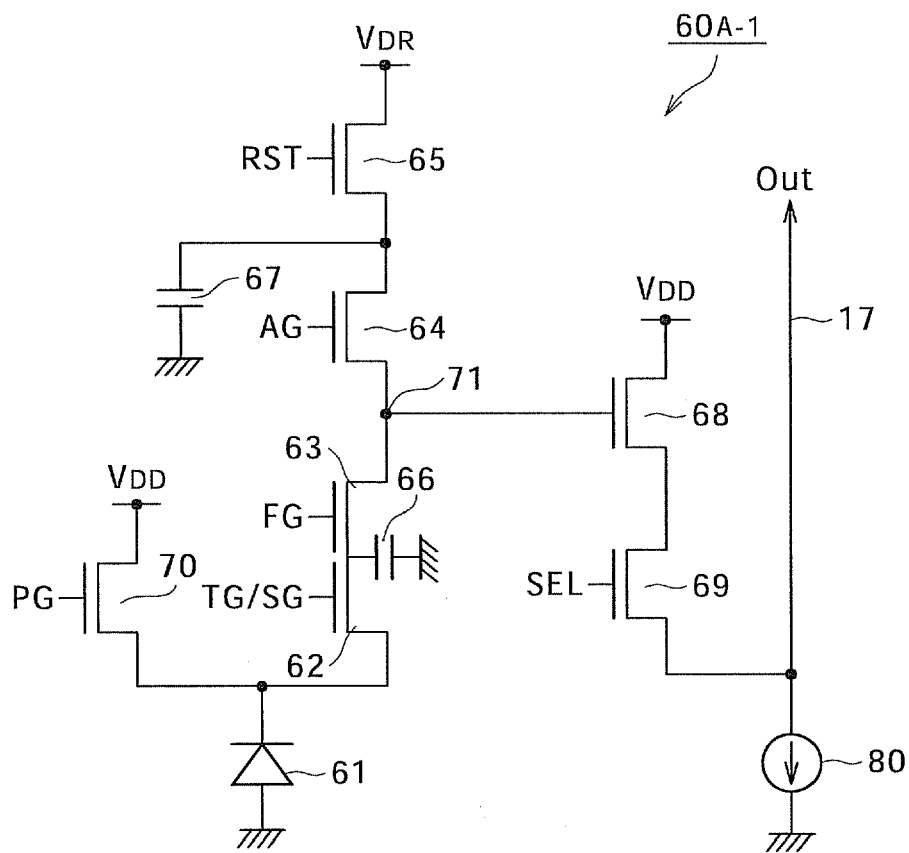 60A-1
VDR
RST
65
Out
67
AG
64
VDD
17
71
68
63
66
VDD
FG
70
SEL
69
PG
TG/SG
62
61
80